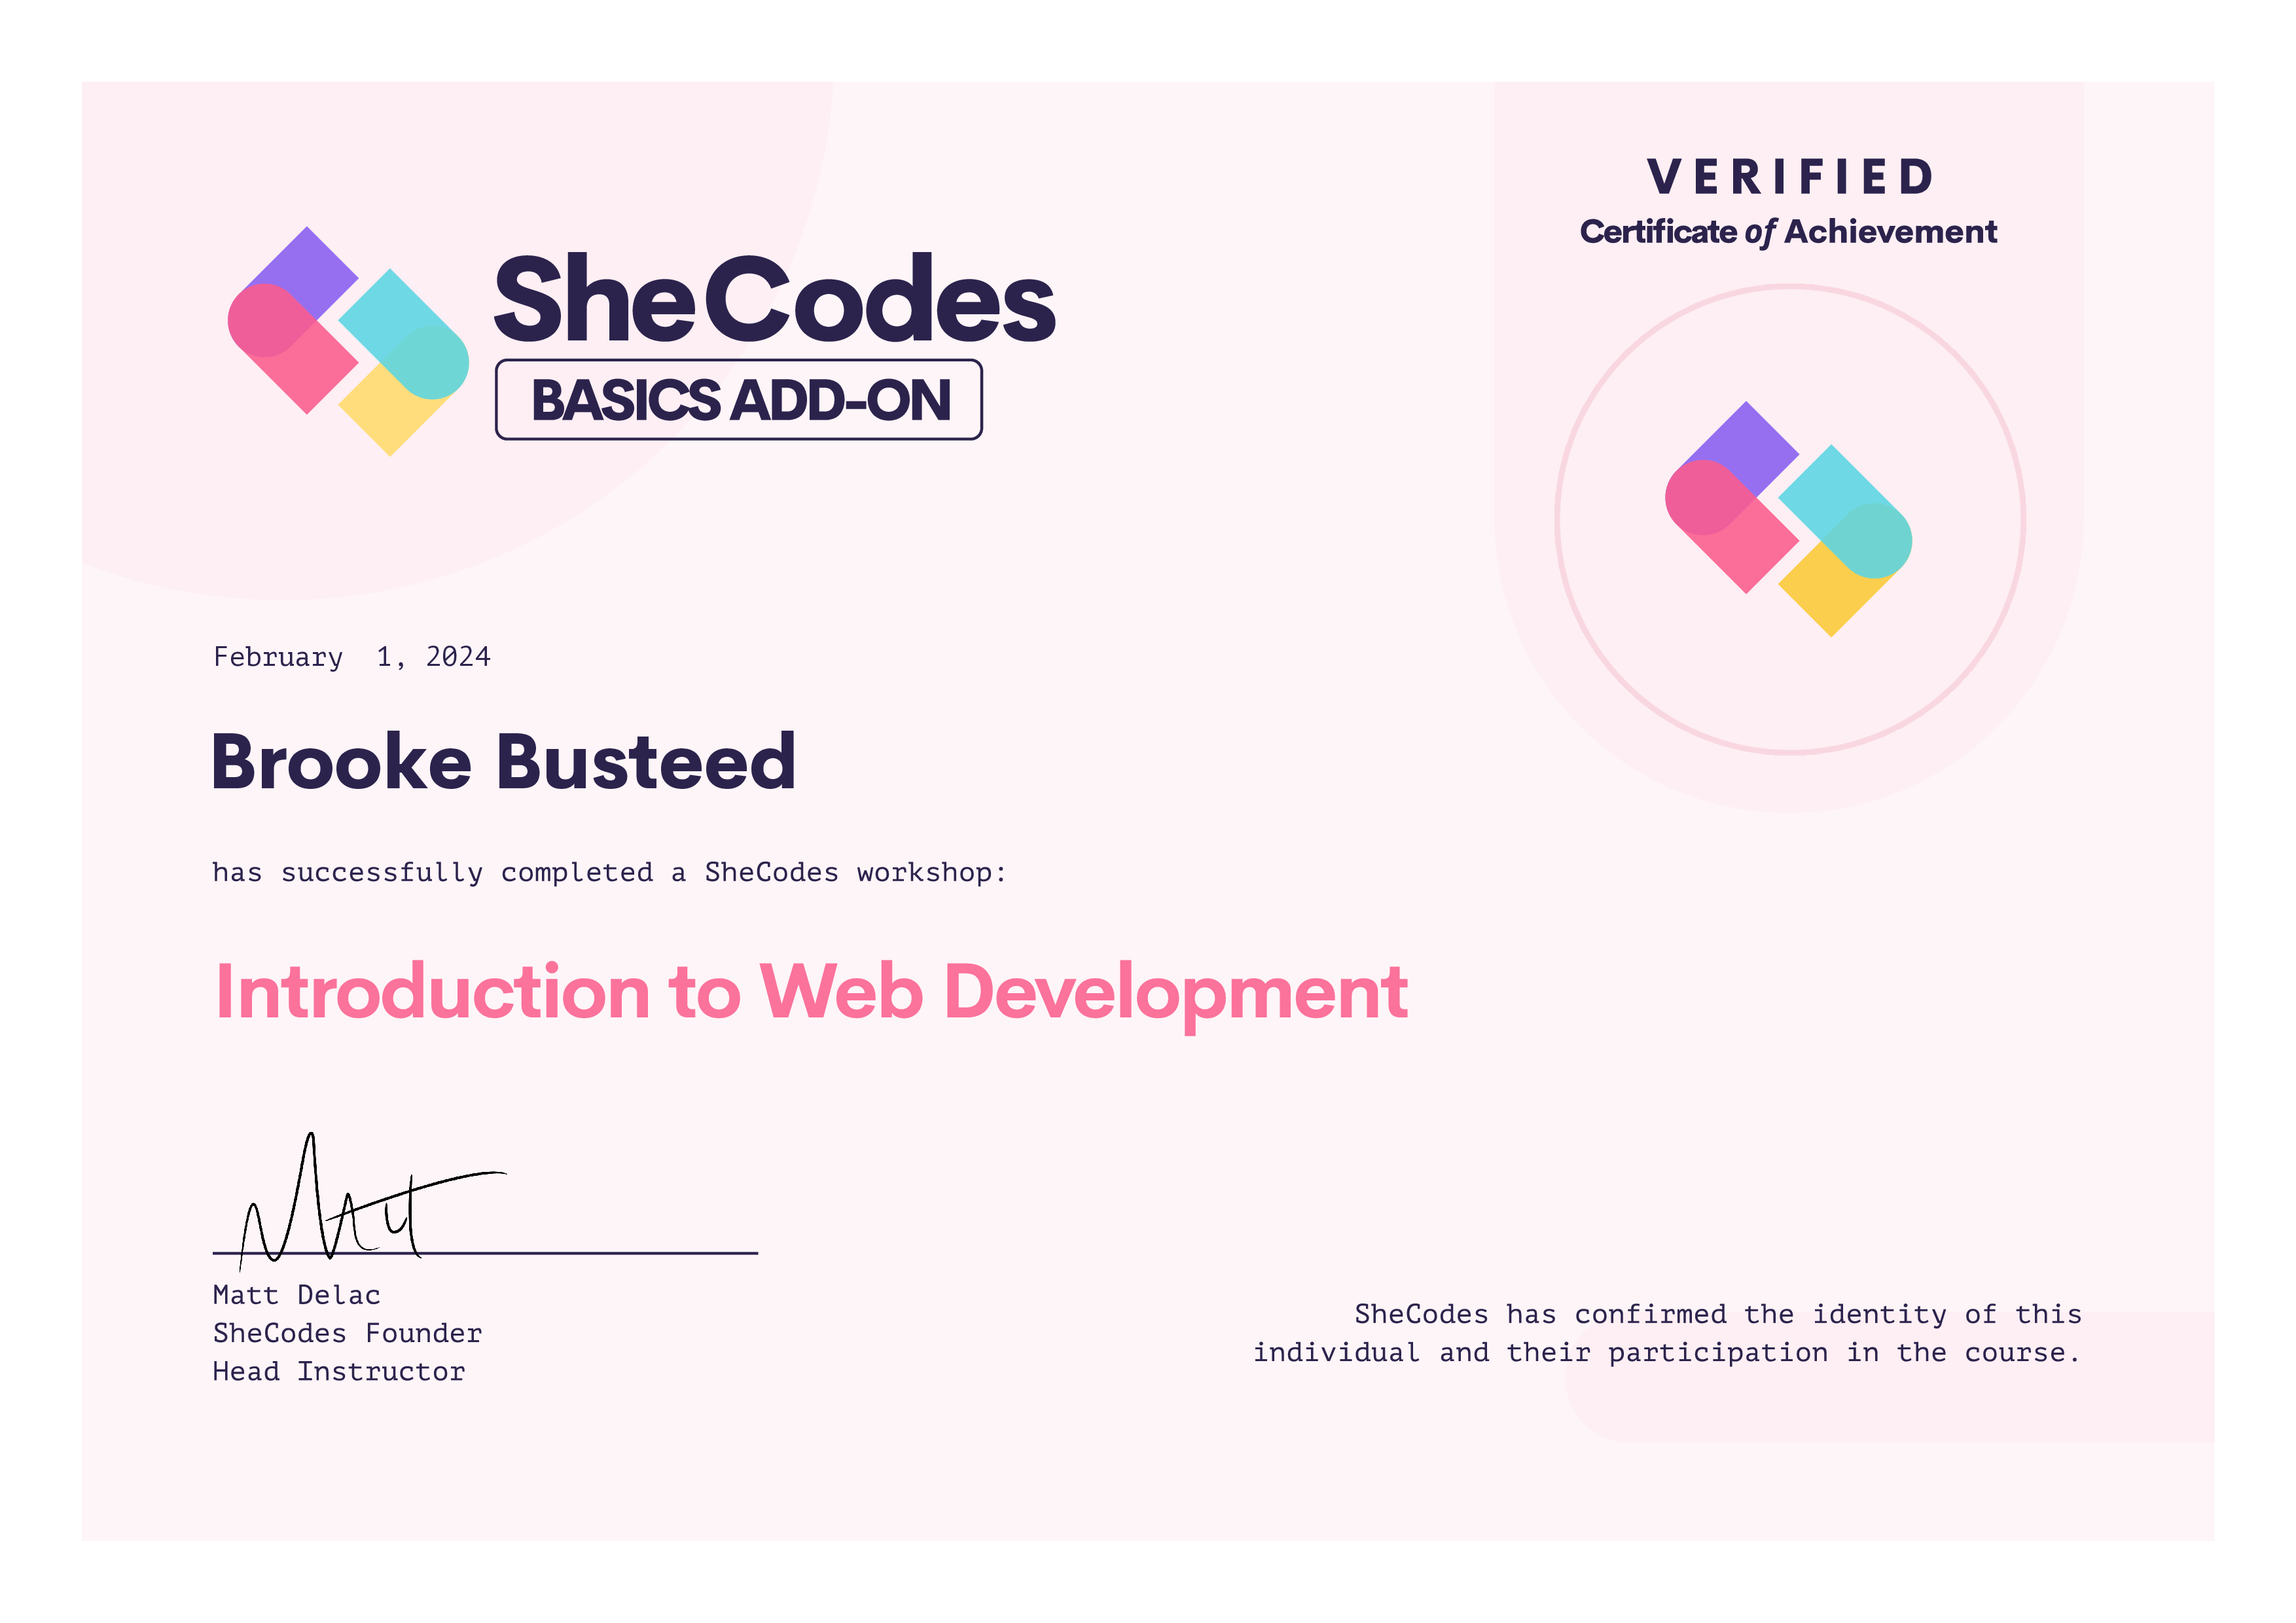 SheCodes
BASICS ADD-ON
VERIFIED
Certificate of Achievement
February  1, 2024
Brooke Busteed
has successfully completed a SheCodes workshop:
Introduction to Web Development
Matt
Matt Delac
SheCodes Founder
Head Instructor
SheCodes has confirmed the identity of this
individual and their participation in the course.